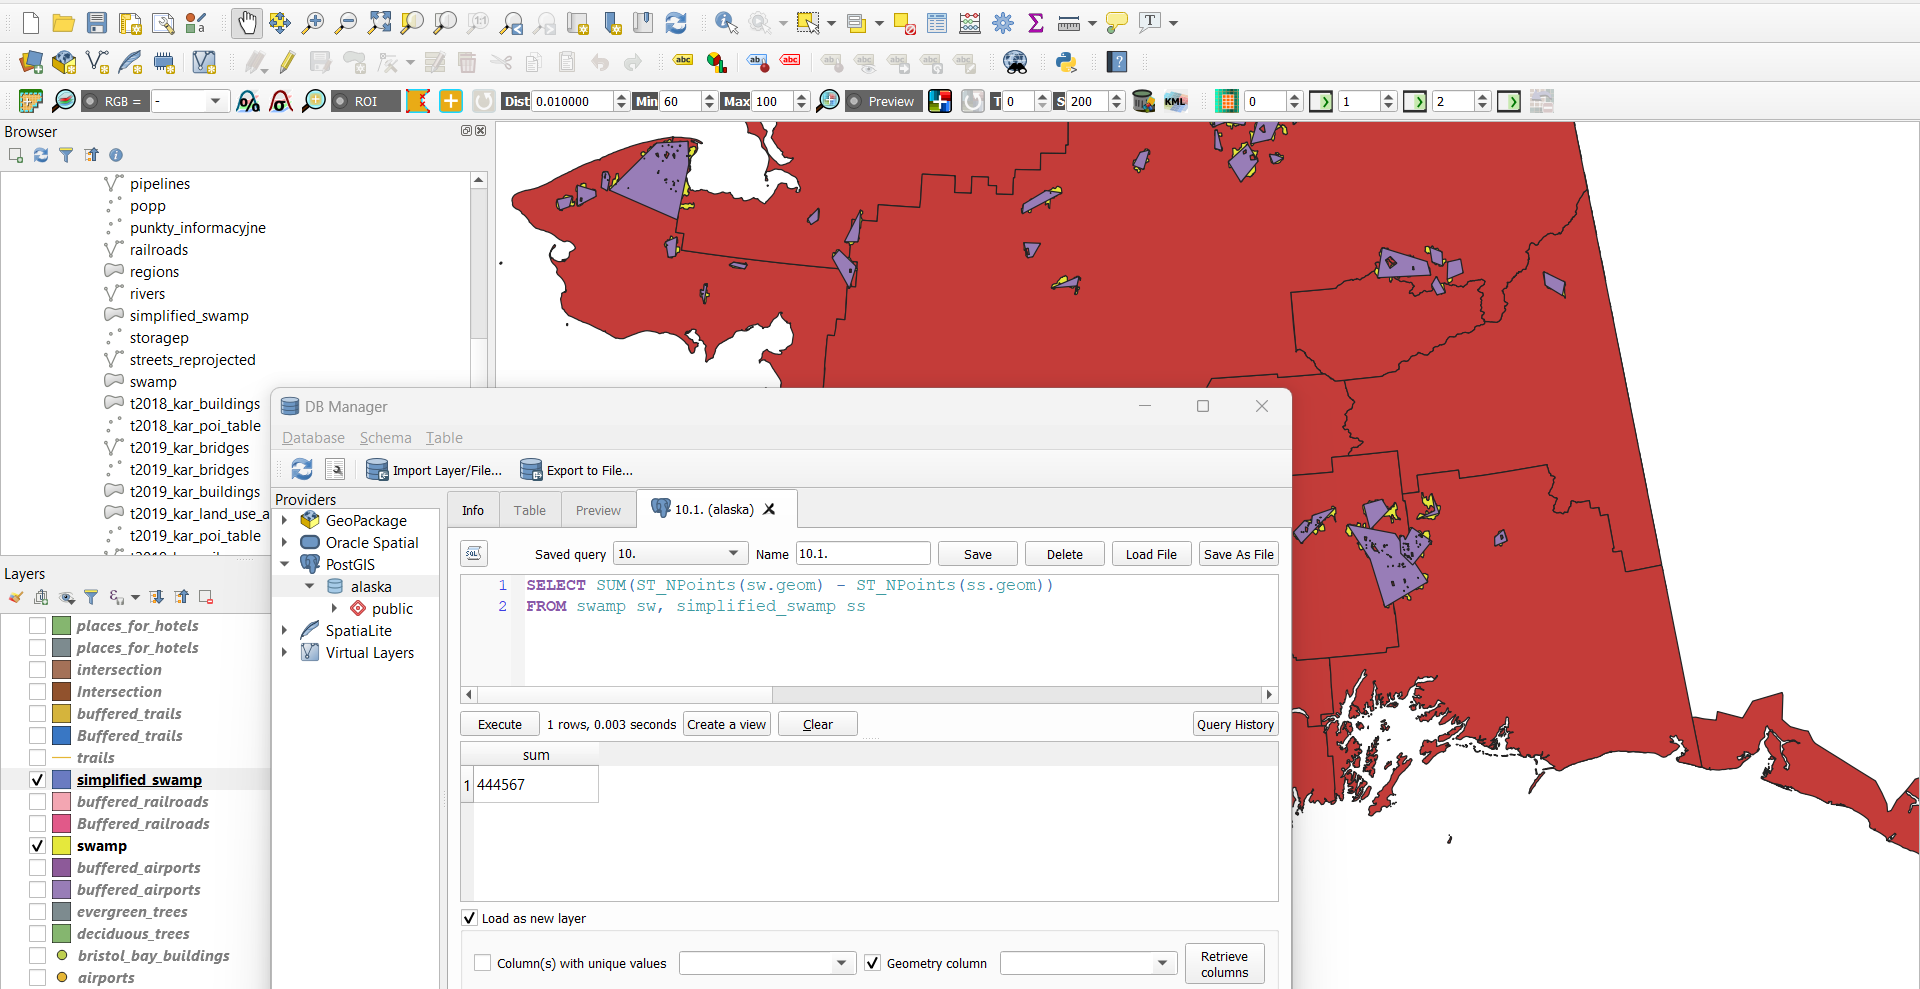 RGB =
-
ROI
Dist 0.010000
Min 60
Max 100
Preview
T 0
S 200
KML
0
1
2
Browser
pipelines
popp
punkty_informacyjne
railroads
regions
rivers
simplified_swamp
storagep
streets_reprojected
swamp
t2018_kar_buildings
t2018_kar_poi_table
t2019_kar_bridges
t2019_kar_bridges
t2019_kar_buildings
t2019_kar_land_use_a
t2019_kar_poi_table
Layers
places_for_hotels
places_for_hotels
intersection
Intersection
buffered_trails
Buffered_trails
trails
simplified_swamp
buffered_railroads
Buffered_railroads
swamp
buffered_airports
buffered_airports
evergreen_trees
deciduous_trees
bristol_bay_buildings
airports
DB Manager
Database Schema Table
Import Layer/File...
Export to File...
Providers
GeoPackage
Oracle Spatial
PostGIS
alaska
public
SpatiaLite
Virtual Layers
Info
Table
Preview
10.1. (alaska)
Saved query
10.
Name
10.1.
Save
Delete
Load File
Save As File
1 SELECT SUM(ST_NPoints(sw.geom) - ST_NPoints(ss.geom))
2 FROM swamp sw, simplified_swamp ss
Execute
1 rows, 0.003 seconds
Create a view
Clear
Query History
sum
1 444567
Load as new layer
Column(s) with unique values
Geometry column
Retrieve
columns